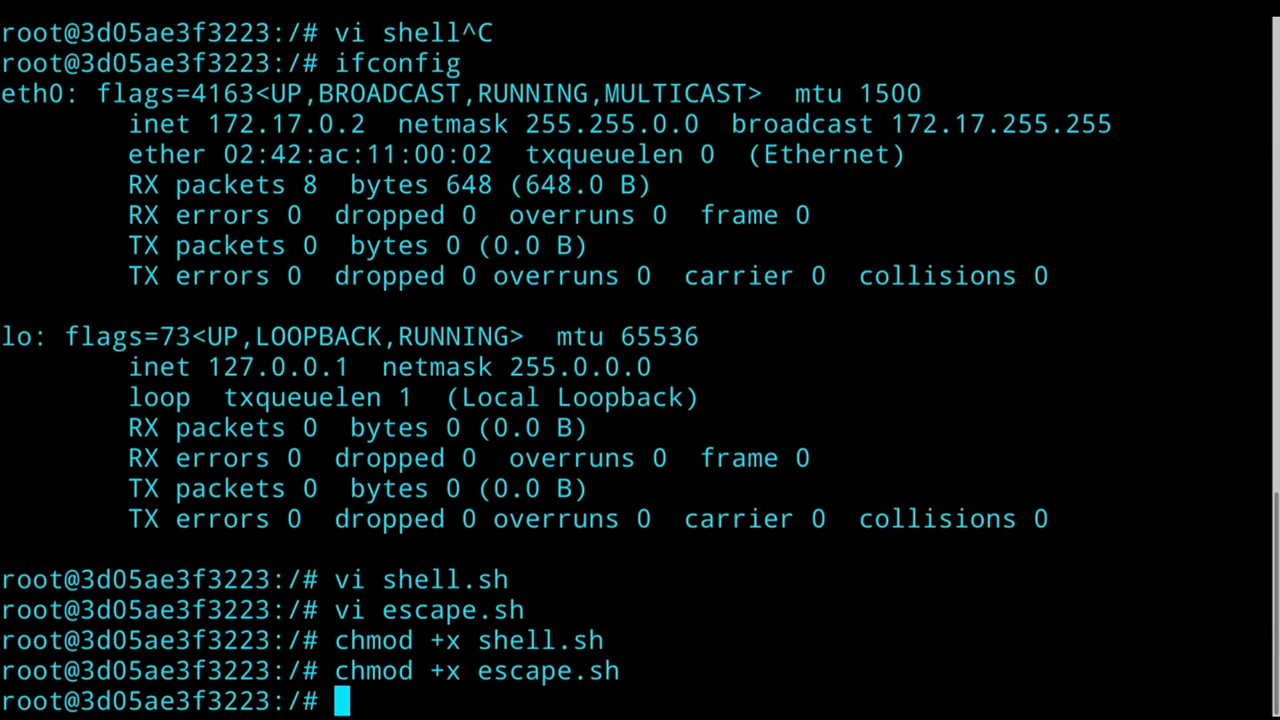 root@3d05ae3f3223:/# vi shell^C
root@3d05ae3f3223:/# ifconfig
eth0: flags=4163<UP,BROADCAST,RUNNING,MULTICAST>  mtu 1500
        inet 172.17.0.2  netmask 255.255.0.0  broadcast 172.17.255.255
        ether 02:42:ac:11:00:02  txqueuelen 0  (Ethernet)
        RX packets 8  bytes 648 (648.0 B)
        RX errors 0  dropped 0  overruns 0  frame 0
        TX packets 0  bytes 0 (0.0 B)
        TX errors 0  dropped 0 overruns 0  carrier 0  collisions 0

lo: flags=73<UP,LOOPBACK,RUNNING>  mtu 65536
        inet 127.0.0.1  netmask 255.0.0.0
        loop  txqueuelen 1  (Local Loopback)
        RX packets 0  bytes 0 (0.0 B)
        RX errors 0  dropped 0  overruns 0  frame 0
        TX packets 0  bytes 0 (0.0 B)
        TX errors 0  dropped 0 overruns 0  carrier 0  collisions 0

root@3d05ae3f3223:/# vi shell.sh
root@3d05ae3f3223:/# vi escape.sh
root@3d05ae3f3223:/# chmod +x shell.sh
root@3d05ae3f3223:/# chmod +x escape.sh
root@3d05ae3f3223:/#